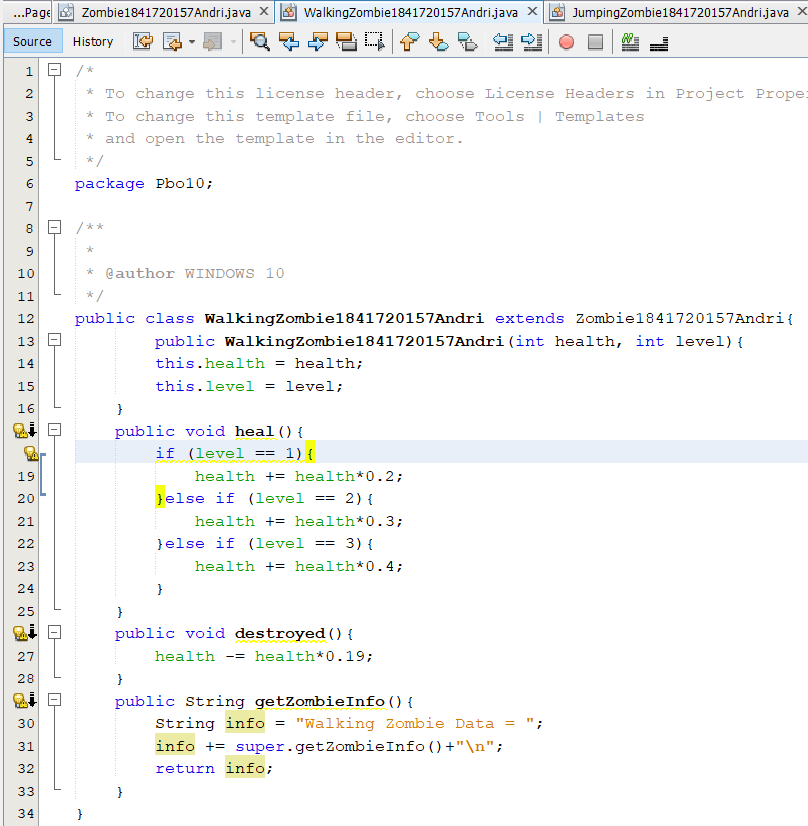 ...Page Zombie1841720157Andri.java WalkingZombie1841720157Andri.java JumpingZombie1841720157Andri.java
Source History
1 /*
2 * To change this license header, choose License Headers in Project Prope
3 * To change this template file, choose Tools | Templates
4 * and open the template in the editor.
5 */
6 package Pbo10;
7
8 /**
9 *
10 * @author WINDOWS 10
11 */
12 public class WalkingZombie1841720157Andri extends Zombie1841720157Andri{
13 public WalkingZombie1841720157Andri(int health, int level){
14 this.health = health;
15 this.level = level;
16 }
public void heal(){
if (level == 1){
19 health += health*0.2;
20 }else if (level == 2){
21 health += health*0.3;
22 }else if (level == 3){
23 health += health*0.4;
24 }
25 }
public void destroyed(){
27 health -= health*0.19;
28 }
public String getZombieInfo(){
30 String info = "Walking Zombie Data = ";
31 info += super.getZombieInfo()+"\n";
32 return info;
33 }
34 }